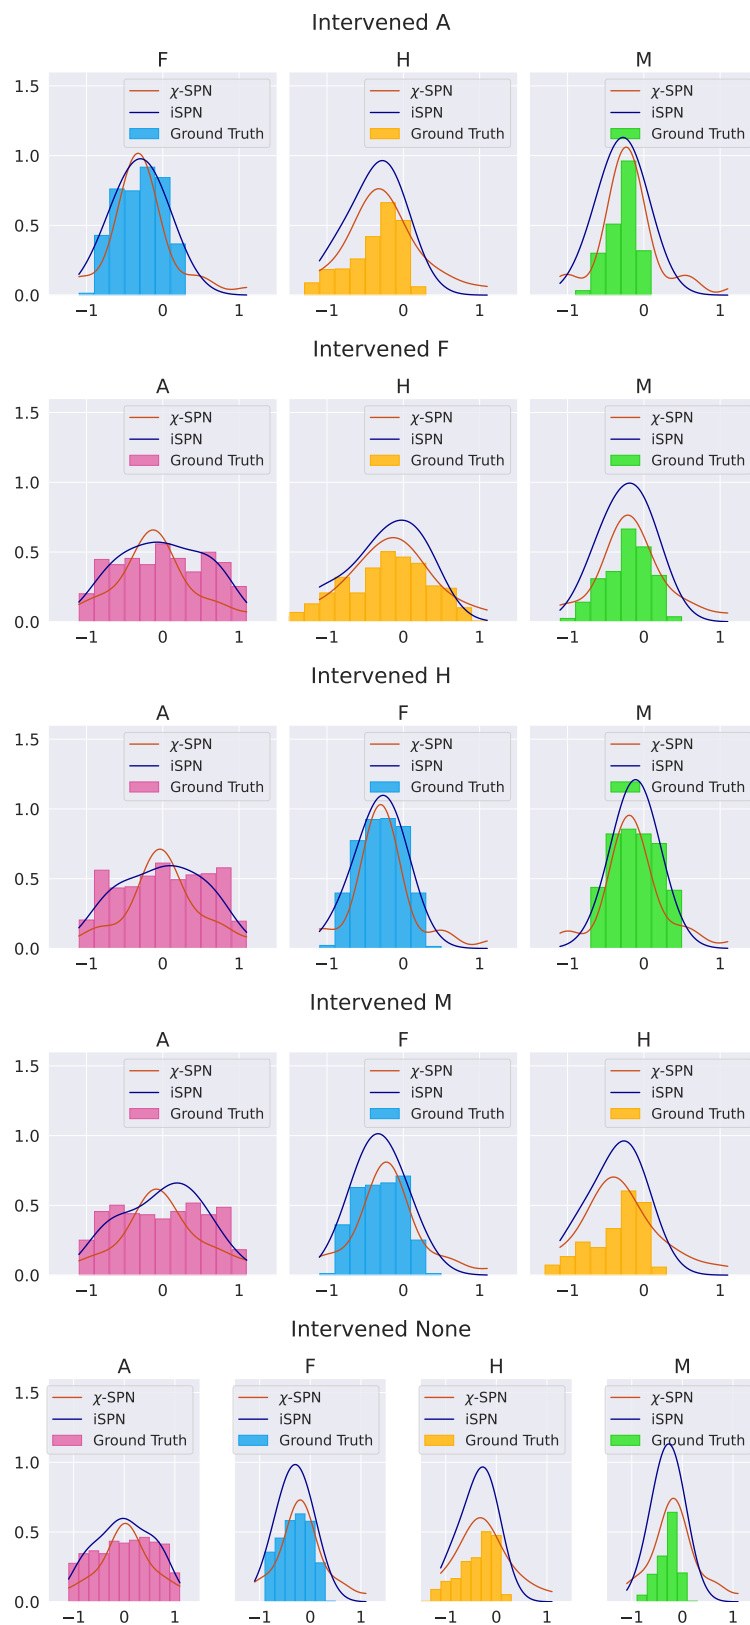 Intervened A
F H M
1.5 χ-SPN χ-SPN χ-SPN
iSPN iSPN iSPN
Ground Truth Ground Truth Ground Truth
1.0
0.5
0.0
−1 0 1 −1 0 1 −1 0 1
Intervened F
A H M
1.5 χ-SPN χ-SPN χ-SPN
iSPN iSPN iSPN
Ground Truth Ground Truth Ground Truth
1.0
0.5
0.0
−1 0 1 −1 0 1 −1 0 1
Intervened H
A F M
1.5 χ-SPN χ-SPN χ-SPN
iSPN iSPN iSPN
Ground Truth Ground Truth Ground Truth
1.0
0.5
0.0
−1 0 1 −1 0 1 −1 0 1
Intervened M
A F H
1.5 χ-SPN χ-SPN χ-SPN
iSPN iSPN iSPN
Ground Truth Ground Truth Ground Truth
1.0
0.5
0.0
−1 0 1 −1 0 1 −1 0 1
Intervened None
A F H M
1.5 χ-SPN χ-SPN χ-SPN χ-SPN
iSPN iSPN iSPN iSPN
Ground Truth Ground Truth Ground Truth Ground Truth
1.0
0.5
0.0
−1 0 1 −1 0 1 −1 0 1 −1 0 1